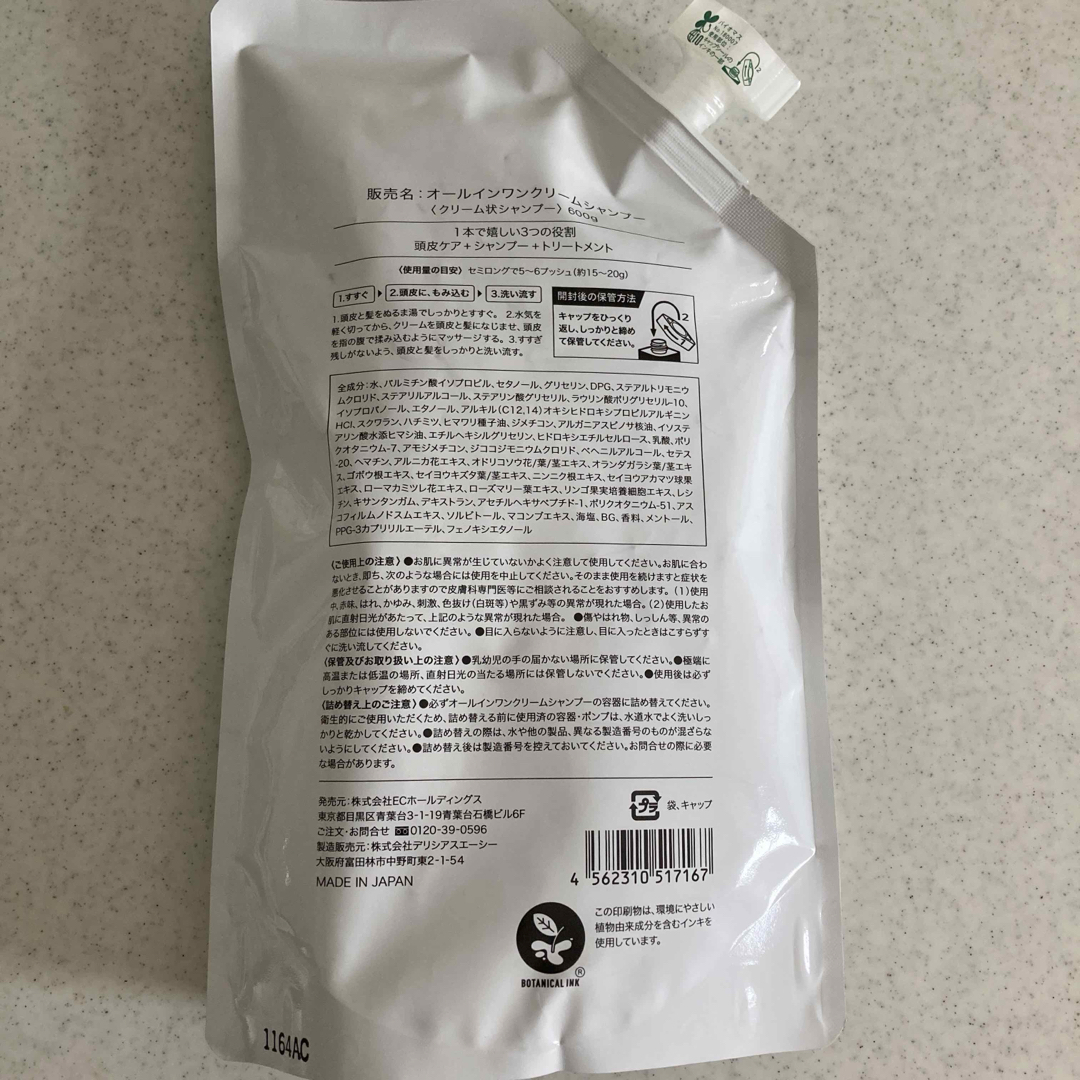 バイオマス
No.180007
キャップシールの
インキの一部
10
2
販売名：オールインワンクリームシャンプー
〈クリーム状シャンプー〉600g
1本で嬉しい3つの役割
頭皮ケア＋シャンプー＋トリートメント
〈使用量の目安〉セミロングで5〜6プッシュ(約15〜20g)
1.すすぐ ▶ 2.頭皮に、もみ込む ▶ 3.洗い流す
1.頭皮と髪をぬるま湯でしっかりとすすぐ。 2.水気を
軽く切ってから、クリームを頭皮と髪になじませ、頭皮
を指の腹で揉み込むようにマッサージする。3.すすぎ
残しがないよう、頭皮と髪をしっかりと洗い流す。
開封後の保管方法
キャップをひっくり
返し、しっかりと締め
て保管してください。
2
全成分：水、パルミチン酸イソプロピル、セタノール、グリセリン、DPG、ステアルトリモニウ
ムクロリド、ステアリルアルコール、ステアリン酸グリセリル、ラウリン酸ポリグリセリル-10、
イソプロパノール、エタノール、アルキル(C12,14)オキシヒドロキシプロピルアルギニン
HCl、スクワラン、ハチミツ、ヒマワリ種子油、ジメチコン、アルガニアスピノサ核油、イソステ
アリン酸水添ヒマシ油、エチルヘキシルグリセリン、ヒドロキシエチルセルロース、乳酸、ポリ
クオタニウム-7、アモジメチコン、ジココジモニウムクロリド、ベヘニルアルコール、セテス
-20、ヘマチン、アルニカ花エキス、オドリコソウ花/葉/茎エキス、オランダガラシ葉/茎エキ
ス、ゴボウ根エキス、セイヨウキズタ葉/茎エキス、ニンニク根エキス、セイヨウアカマツ球果
エキス、ローマカミツレ花エキス、ローズマリー葉エキス、リンゴ果実培養細胞エキス、レシ
チン、キサンタンガム、デキストラン、アセチルヘキサペプチド-1、ポリクオタニウム-51、アス
コフィルムノドスムエキス、ソルビトール、マコンブエキス、海塩、BG、香料、メントール、
PPG-3カプリリルエーテル、フェノキシエタノール
〈ご使用上の注意〉●お肌に異常が生じていないかよく注意して使用してください。お肌に合わ
ないとき、即ち、次のような場合には使用を中止してください。そのまま使用を続けますと症状を
悪化させることがありますので皮膚科専門医等にご相談されることをおすすめします。（1）使用
中、赤味、はれ、かゆみ、刺激、色抜け(白斑等)や黒ずみ等の異常が現れた場合。（2）使用したお
肌に直射日光があたって、上記のような異常が現れた場合。 ●傷やはれ物、しっしん等、異常の
ある部位には使用しないでください。●目に入らないように注意し、目に入ったときはこすらずす
ぐに洗い流してください。
〈保管及びお取り扱い上の注意〉●乳幼児の手の届かない場所に保管してください。●極端に
高温または低温の場所、直射日光の当たる場所には保管しないでください。●使用後は必ず
しっかりキャップを締めてください。
〈詰め替え上のご注意〉●必ずオールインワンクリームシャンプーの容器に詰め替えてください。
衛生的にご使用いただくため、詰め替える前に使用済の容器・ポンプは、水道水でよく洗いしっ
かりと乾かしてください。●詰め替えの際は、水や他の製品、異なる製造番号のものが混ざらな
いようにしてください。●詰め替え後は製造番号を控えておいてください。お問合せの際に必要
な場合があります。
発売元：株式会社ECホールディングス
東京都目黒区青葉台3-1-19青葉台石橋ビル6F
ご注文・お問合せ 0120-39-0596
製造販売元：株式会社デリシアスエーシー
大阪府富田林市中野町東2-1-54
MADE IN JAPAN
プラ 袋、キャップ
4 562310 517167
この印刷物は、環境にやさしい
植物由来成分を含むインキを
使用しています。
BOTANICAL INK®
1164AC